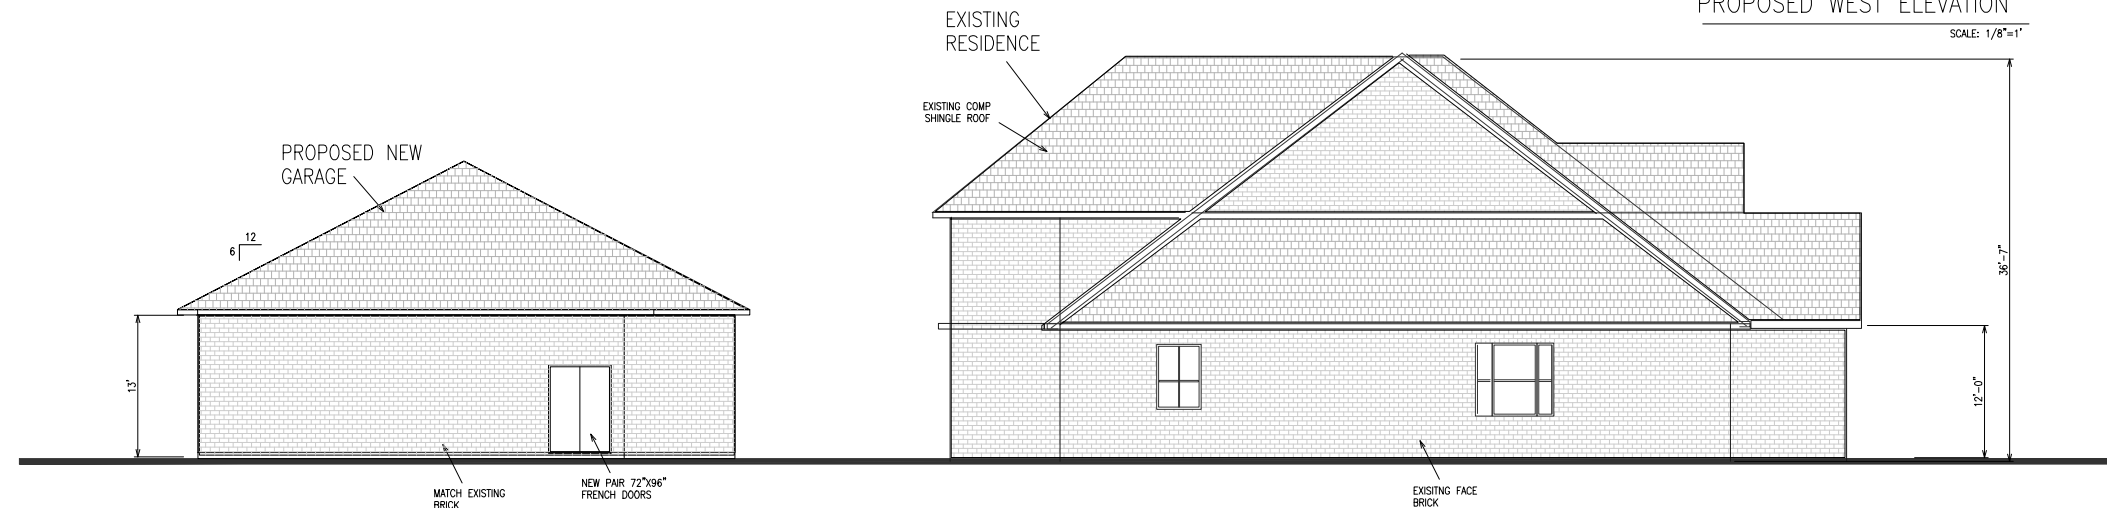 PROPOSED WEST ELEVATION
SCALE: 1/8"=1'
EXISTING
RESIDENCE
EXISTING COMP
SHINGLE ROOF
PROPOSED NEW
GARAGE
12
6
13'
36'-7"
12'-0"
MATCH EXISTING
BRICK
NEW PAIR 72"X96"
FRENCH DOORS
EXISITNG FACE
BRICK